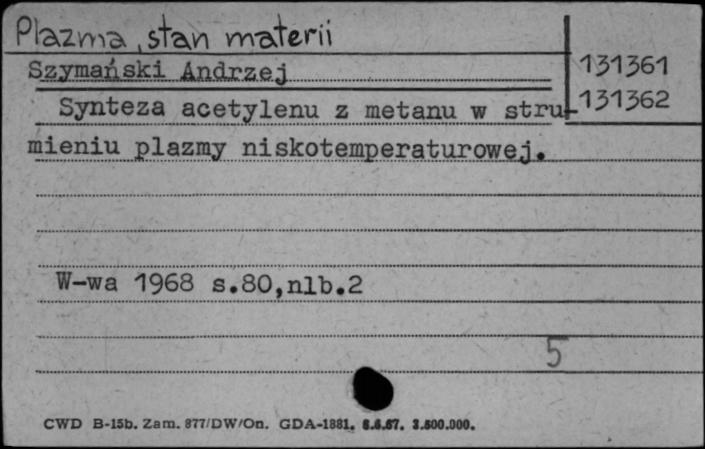 Plazma, stan materii
Szymański Andrzej
131361
131362
Synteza acetylenu z metanu w stru-
mieniu plazmy niskotemperaturowej.
W-wa 1968 s.80,nlb.2
5
CWD B-15b. Zam. 877/DW/On. GDA-1881. 6.6.67. 3.500.000.